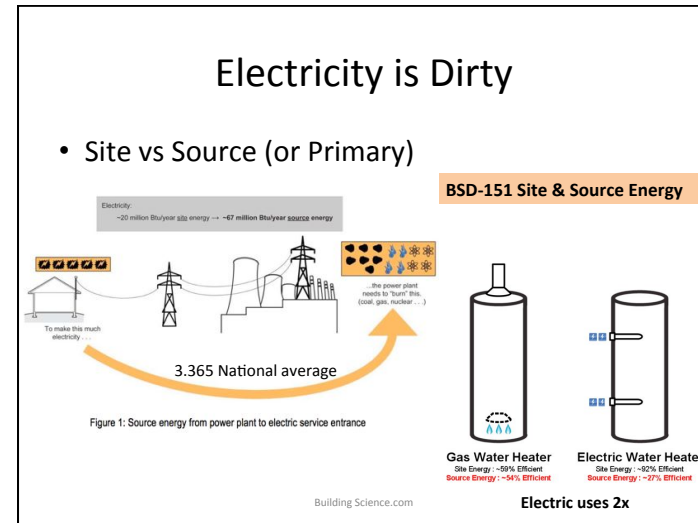 Electricity is Dirty
• Site vs Source (or Primary)
BSD-151 Site & Source Energy
Electricity:
~20 million Btu/year site energy → ~67 million Btu/year source energy
...the power plant
needs to "burn" this.
(coal, gas, nuclear . . .)
To make this much
electricity . . .
3.365 National average
Figure 1: Source energy from power plant to electric service entrance
Gas Water Heater
Site Energy : ~59% Efficient
Source Energy : ~54% Efficient
Electric Water Heate
Site Energy : ~92% Efficient
Source Energy : ~27% Efficient
Building Science.com
Electric uses 2x